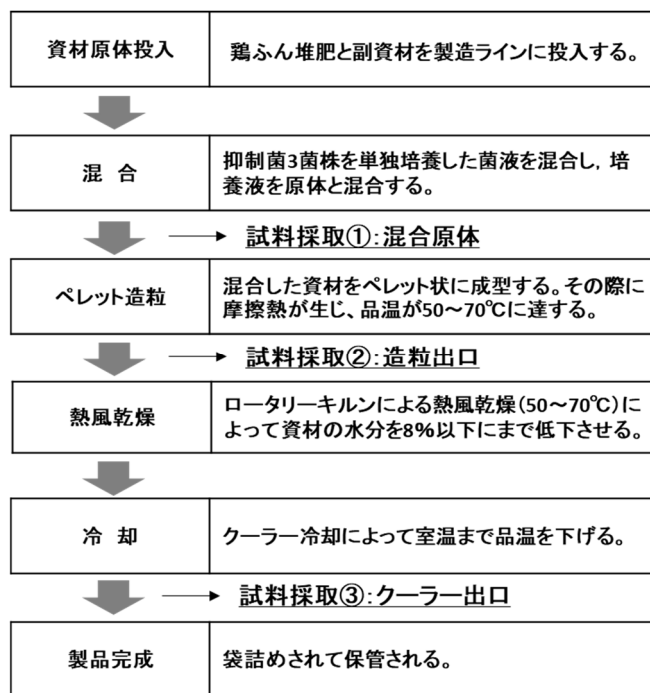 資材原体投入
鶏ふん堆肥と副資材を製造ラインに投入する。
混 合
抑制菌3菌株を単独培養した菌液を混合し，培
養液を原体と混合する。
試料採取①：混合原体
ペレット造粒
混合した資材をペレット状に成型する。その際に
摩擦熱が生じ、品温が50～70℃に達する。
試料採取②：造粒出口
熱風乾燥
ロータリーキルンによる熱風乾燥（50～70℃）に
よって資材の水分を8％以下にまで低下させる。
冷 却
クーラー冷却によって室温まで品温を下げる。
試料採取③：クーラー出口
製品完成
袋詰めされて保管される。